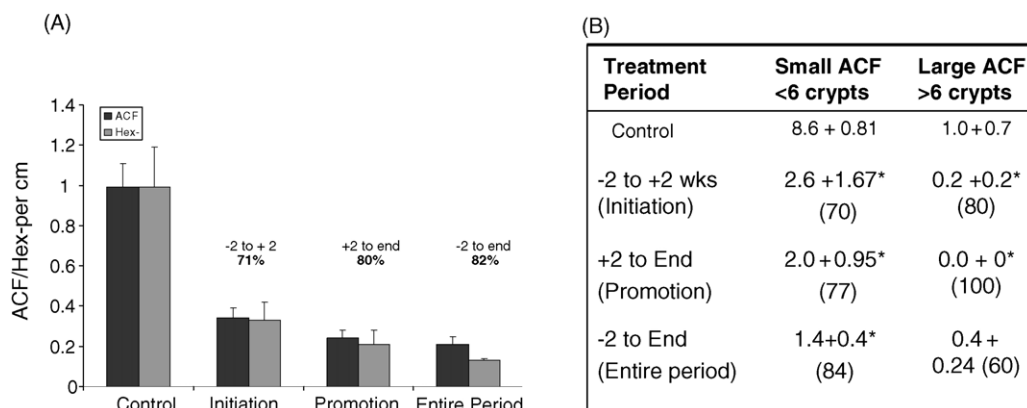 (A)
ACF/Hex-per cm
1.4
1.2
1
0.8
0.6
0.4
0.2
0
ACF
Hex-
-2 to + 2
71%
+2 to end
80%
-2 to end
82%
Control
Initiation
Promotion
Entire Period
(B)
Treatment Period
Small ACF <6 crypts
Large ACF >6 crypts
Control
8.6 + 0.81
1.0 + 0.7
-2 to +2 wks (Initiation)
2.6 +1.67* (70)
0.2 +0.2* (80)
+2 to End (Promotion)
2.0 + 0.95* (77)
0.0 + 0* (100)
-2 to End (Entire period)
1.4+0.4* (84)
0.4 + 0.24 (60)